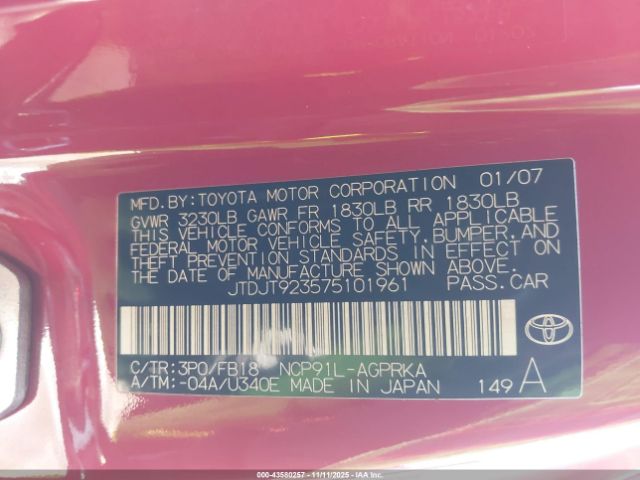 MFD.BY:TOYOTA MOTOR CORPORATION 01/07
GVWR 3230LB GAWR FR 1830LB RR 1830LB
THIS VEHICLE CONFORMS TO ALL APPLICABLE
FEDERAL MOTOR VEHICLE SAFETY,BUMPER,AND
THEFT PREVENTION STANDARDS IN EFFECT ON
THE DATE OF MANUFACTURE SHOWN ABOVE.
JTDJT923575101961 PASS.CAR
TOYOTA
C/TR:3P0/FB18 NCP91L-AGPRKA
A/TM:-04A/U340E MADE IN JAPAN 149 A
000-43580257 - 11/11/2025 - IAAHTX.COM